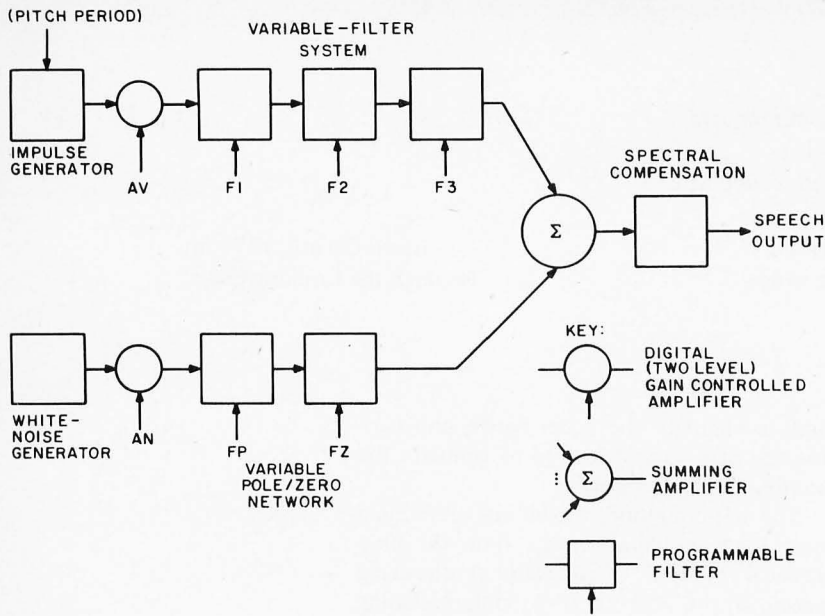 (PITCH PERIOD)
VARIABLE-FILTER
SYSTEM
IMPULSE
GENERATOR
AV
F1
F2
F3
SPECTRAL
COMPENSATION
Σ
SPEECH
OUTPUT
WHITE-
NOISE
GENERATOR
AN
FP
FZ
VARIABLE
POLE/ZERO
NETWORK
KEY:
DIGITAL
(TWO LEVEL)
GAIN CONTROLLED
AMPLIFIER
Σ
SUMMING
AMPLIFIER
PROGRAMMABLE
FILTER